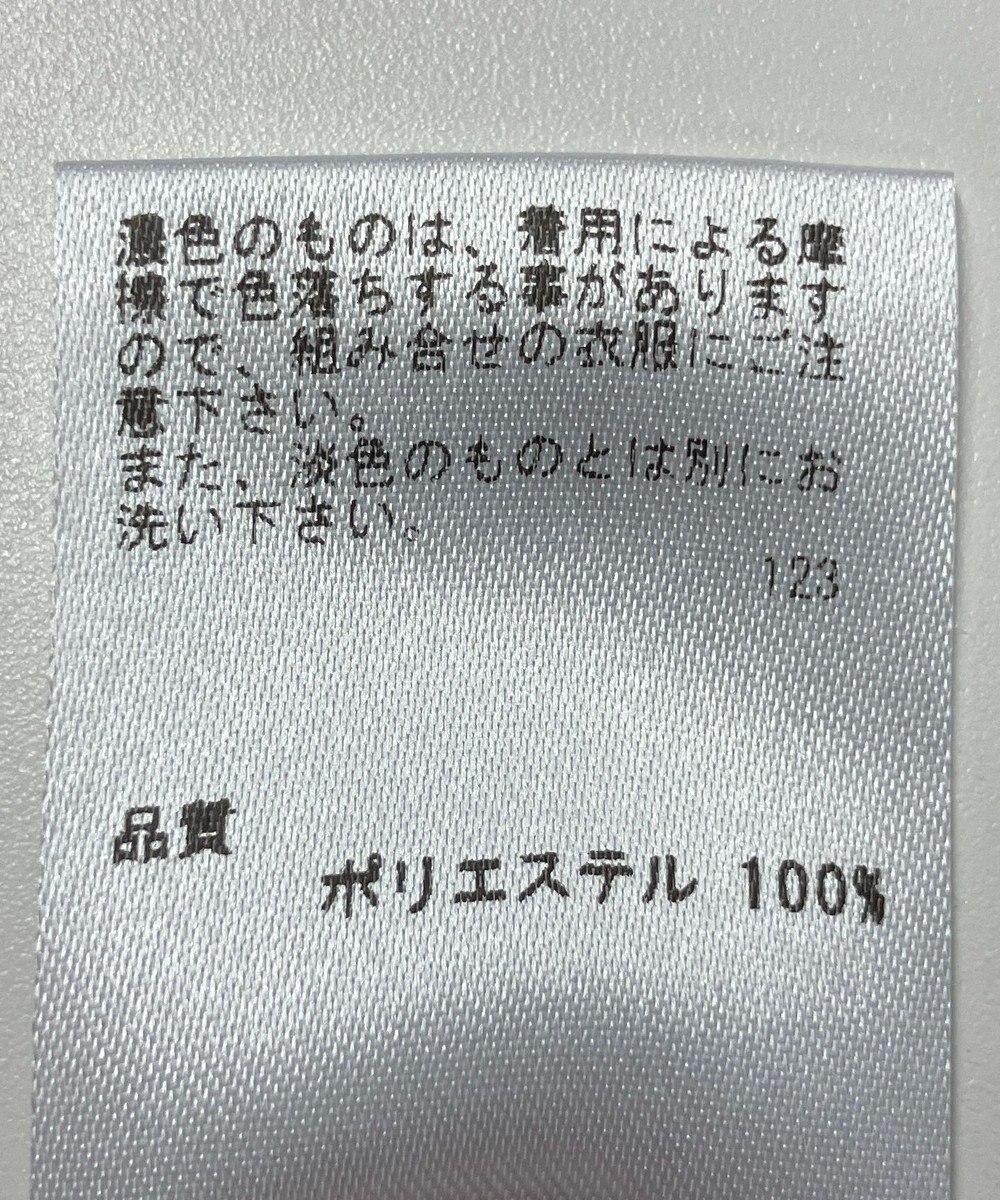 濃色のものは、着用による摩
擦で色落ちする事があります
ので、組み合せの衣服にご注
意下さい。
また、淡色のものとは別にお
洗い下さい。
123
品質
ポリエステル 100%